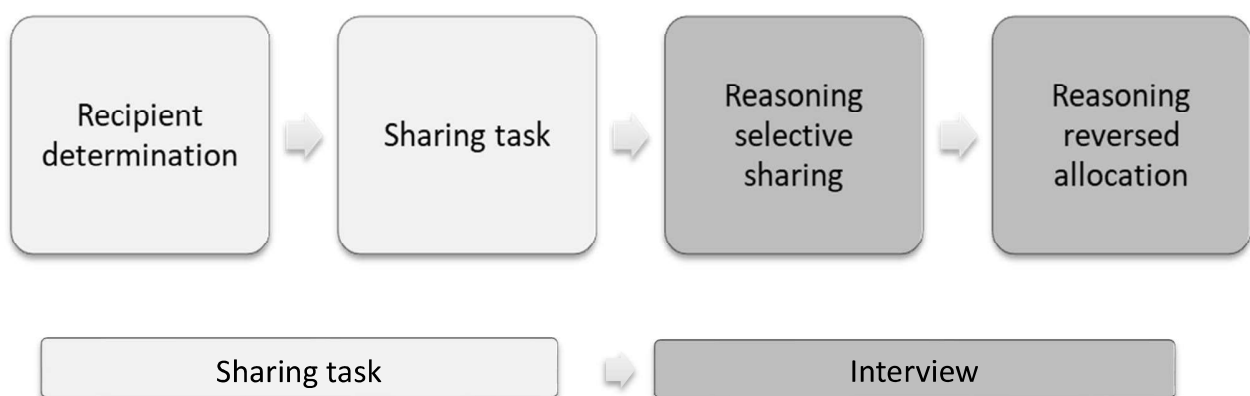 Recipient
determination
Sharing task
Reasoning
selective
sharing
Reasoning
reversed
allocation
Sharing task
Interview